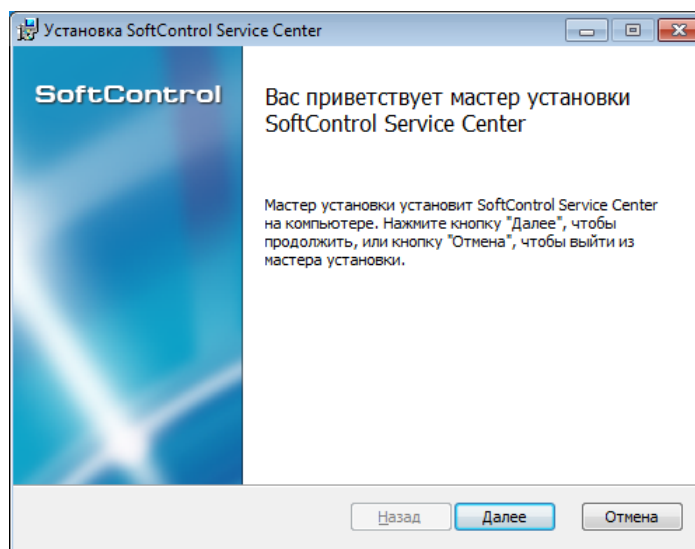 Установка SoftControl Service Center
SoftControl
Вас приветствует мастер установки
SoftControl Service Center
Мастер установки установит SoftControl Service Center
на компьютере. Нажмите кнопку "Далее", чтобы
продолжить, или кнопку "Отмена", чтобы выйти из
мастера установки.
Назад
Далее
Отмена